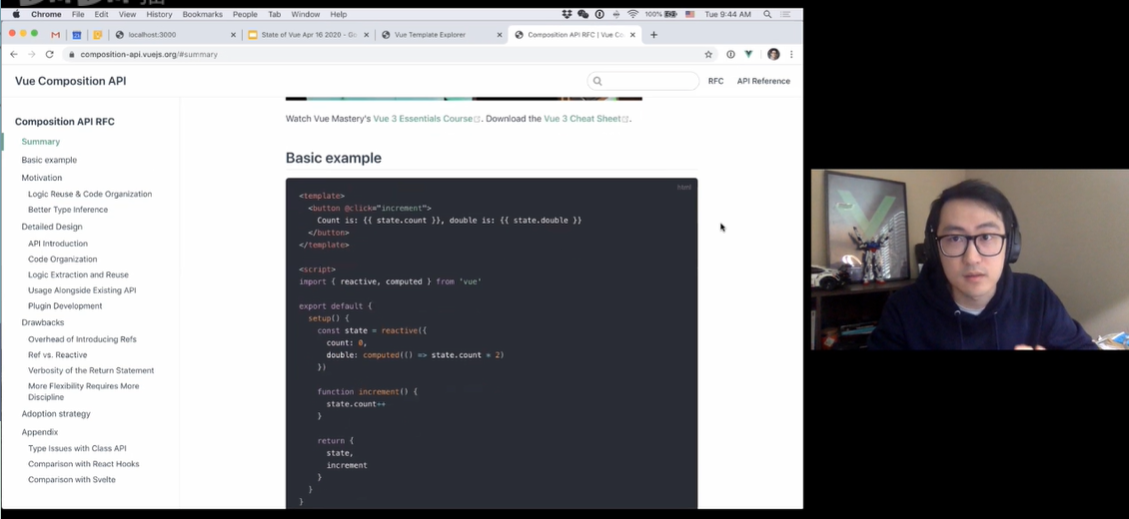 Chrome File Edit View History Bookmarks People Tab Window Help
100% Tue 9:44 AM
localhost:3000
State of Vue Apr 16 2020 - Go
Vue Template Explorer
Composition API RFC | Vue Co
composition-api.vuejs.org/#summary
Vue Composition API
RFC API Reference
Composition API RFC
Summary
Basic example
Motivation
Logic Reuse & Code Organization
Better Type Inference
Detailed Design
API Introduction
Code Organization
Logic Extraction and Reuse
Usage Alongside Existing API
Plugin Development
Drawbacks
Overhead of Introducing Refs
Ref vs. Reactive
Verbosity of the Return Statement
More Flexibility Requires More
Discipline
Adoption strategy
Appendix
Type Issues with Class API
Comparison with React Hooks
Comparison with Svelte
Watch Vue Mastery's Vue 3 Essentials Course. Download the Vue 3 Cheat Sheet.
Basic example
html
<template>
<button @click="increment">
Count is: {{ state.count }}, double is: {{ state.double }}
</button>
</template>
<script>
import { reactive, computed } from 'vue'
export default {
setup() {
const state = reactive({
count: 0,
double: computed(() => state.count * 2)
})
function increment() {
state.count++
}
return {
state,
increment
}
}
}